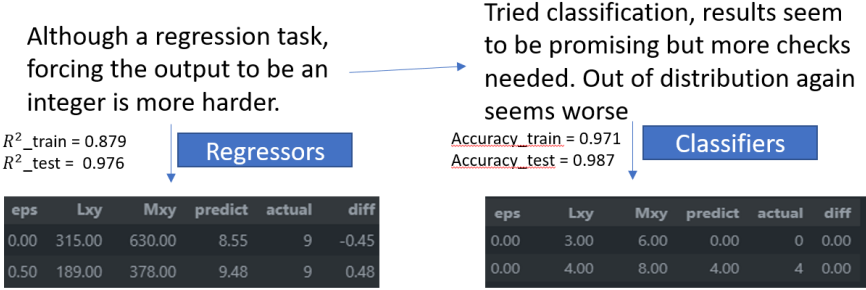 Although a regression task,
forcing the output to be an
integer is more harder.
R²_train = 0.879
R²_test = 0.976
Regressors
eps Lxy Mxy predict actual diff
0.00 315.00 630.00 8.55 9 -0.45
0.50 189.00 378.00 9.48 9 0.48
Tried classification, results seem
to be promising but more checks
needed. Out of distribution again
seems worse
Accuracy_train = 0.971
Accuracy_test = 0.987
Classifiers
eps Lxy Mxy predict actual diff
0.00 3.00 6.00 0.00 0 0.00
0.00 4.00 8.00 4.00 4 0.00